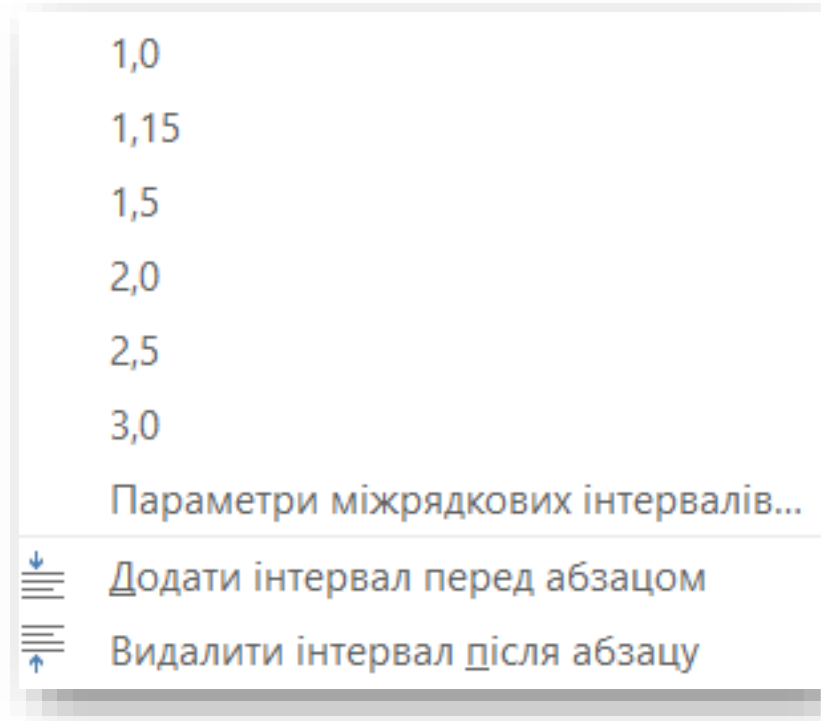 1,0
1,15
1,5
2,0
2,5
3,0
Параметри міжрядкових інтервалів...
Додати інтервал перед абзацом
Видалити інтервал після абзацу